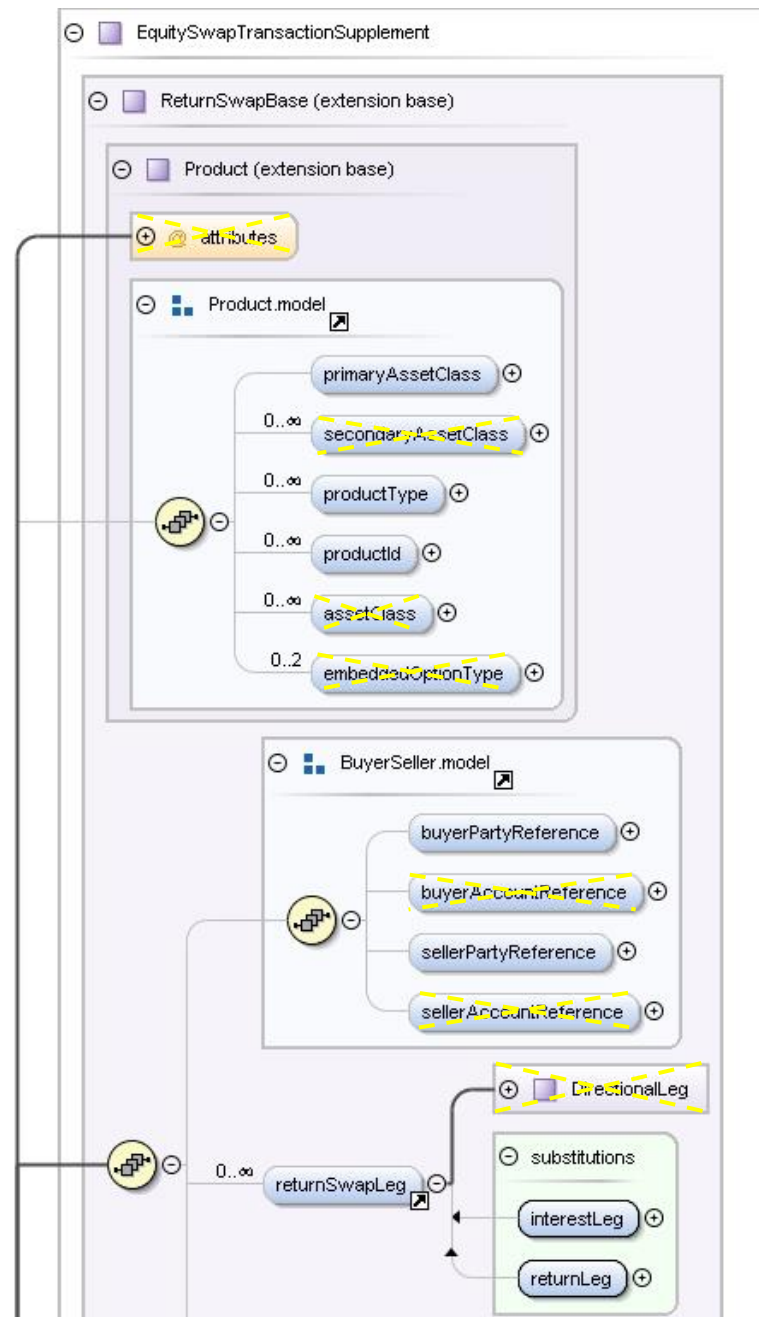 EquitySwapTransactionSupplement
ReturnSwapBase (extension base)
Product (extension base)
@ attributes
Product.model
primaryAssetClass
0..∞
secondaryAssetClass
0..∞
productType
0..∞
productId
0..∞
assetClass
0..2
embeddedOptionType
BuyerSeller.model
buyerPartyReference
buyerAccountReference
sellerPartyReference
sellerAccountReference
DirectionalLeg
0..∞
returnSwapLeg
substitutions
interestLeg
returnLeg